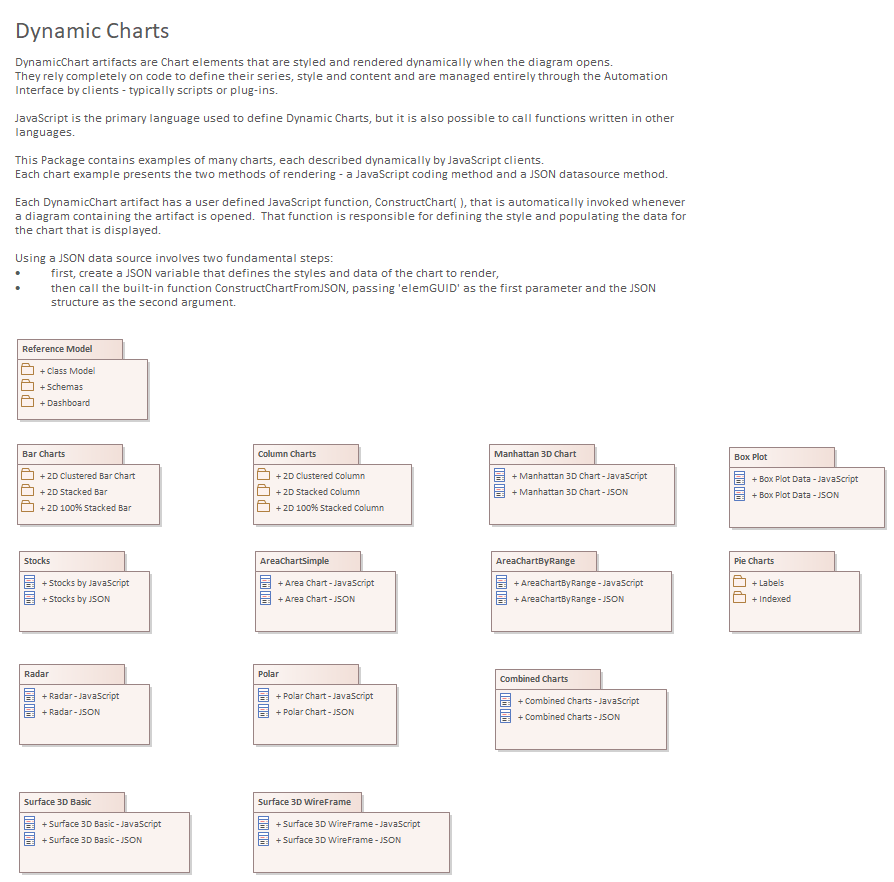 Dynamic Charts
DynamicChart artifacts are Chart elements that are styled and rendered dynamically when the diagram opens.
They rely completely on code to define their series, style and content and are managed entirely through the Automation
Interface by clients - typically scripts or plug-ins.
JavaScript is the primary language used to define Dynamic Charts, but it is also possible to call functions written in other
languages.
This Package contains examples of many charts, each described dynamically by JavaScript clients.
Each chart example presents the two methods of rendering - a JavaScript coding method and a JSON datasource method.
Each DynamicChart artifact has a user defined JavaScript function, ConstructChart( ), that is automatically invoked whenever
a diagram containing the artifact is opened.  That function is responsible for defining the style and populating the data for
the chart that is displayed.
Using a JSON data source involves two fundamental steps:
• first, create a JSON variable that defines the styles and data of the chart to render,
• then call the built-in function ConstructChartFromJSON, passing 'elemGUID' as the first parameter and the JSON
structure as the second argument.
Reference Model
+ Class Model
+ Schemas
+ Dashboard
Bar Charts
+ 2D Clustered Bar Chart
+ 2D Stacked Bar
+ 2D 100% Stacked Bar
Column Charts
+ 2D Clustered Column
+ 2D Stacked Column
+ 2D 100% Stacked Column
Manhattan 3D Chart
+ Manhattan 3D Chart - JavaScript
+ Manhattan 3D Chart - JSON
Box Plot
+ Box Plot Data - JavaScript
+ Box Plot Data - JSON
Stocks
+ Stocks by JavaScript
+ Stocks by JSON
AreaChartSimple
+ Area Chart - JavaScript
+ Area Chart - JSON
AreaChartByRange
+ AreaChartByRange - JavaScript
+ AreaChartByRange - JSON
Pie Charts
+ Labels
+ Indexed
Radar
+ Radar - JavaScript
+ Radar - JSON
Polar
+ Polar Chart - JavaScript
+ Polar Chart - JSON
Combined Charts
+ Combined Charts - JavaScript
+ Combined Charts - JSON
Surface 3D Basic
+ Surface 3D Basic - JavaScript
+ Surface 3D Basic - JSON
Surface 3D WireFrame
+ Surface 3D WireFrame - JavaScript
+ Surface 3D WireFrame - JSON